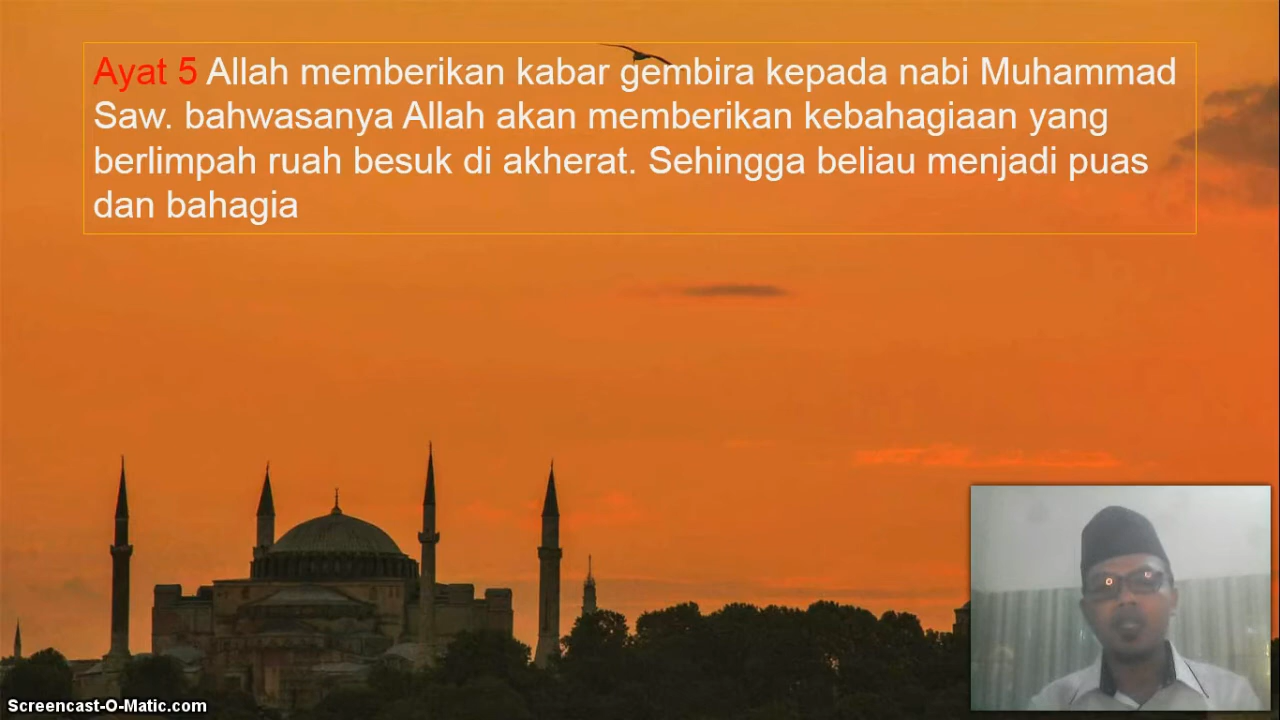 Ayat 5 Allah memberikan kabar gembira kepada nabi Muhammad
Saw. bahwasanya Allah akan memberikan kebahagiaan yang
berlimpah ruah besuk di akherat. Sehingga beliau menjadi puas
dan bahagia
Screencast-O-Matic.com